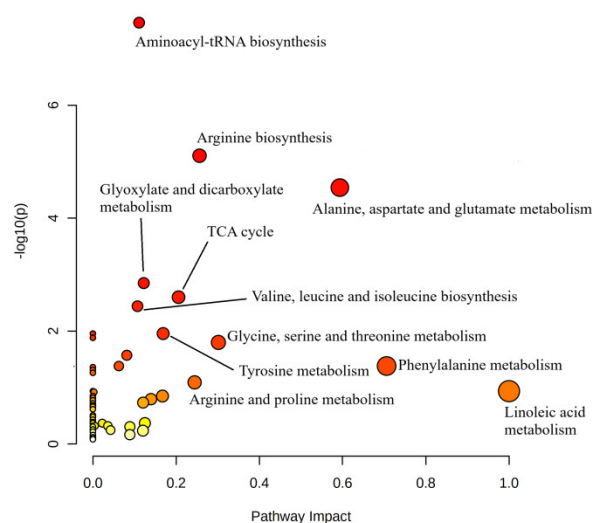 Aminoacyl-tRNA biosynthesis
6
Arginine biosynthesis
Glyoxylate and dicarboxylate
metabolism
Alanine, aspartate and glutamate metabolism
4
TCA cycle
-log10(p)
Valine, leucine and isoleucine biosynthesis
2
Glycine, serine and threonine metabolism
Tyrosine metabolism
Phenylalanine metabolism
Arginine and proline metabolism
Linoleic acid
metabolism
0
0.0 0.2 0.4 0.6 0.8 1.0
Pathway Impact